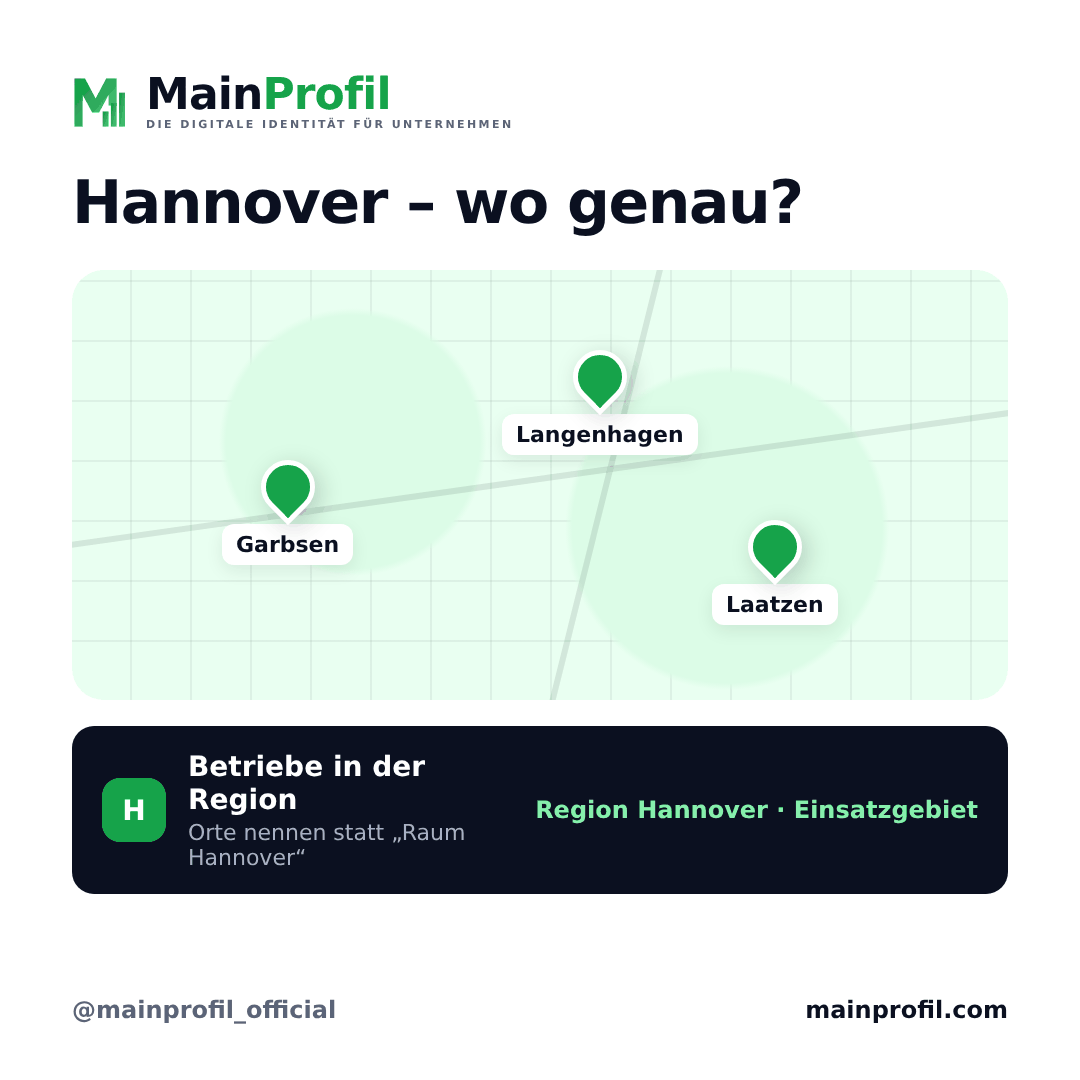 MainProfil
DIE DIGITALE IDENTITÄT FÜR UNTERNEHMEN
Hannover – wo genau?
Langenhagen
Garbsen
Laatzen
H
Betriebe in der
Region
Orte nennen statt „Raum
Hannover“
Region Hannover · Einsatzgebiet
@mainprofil_official
mainprofil.com